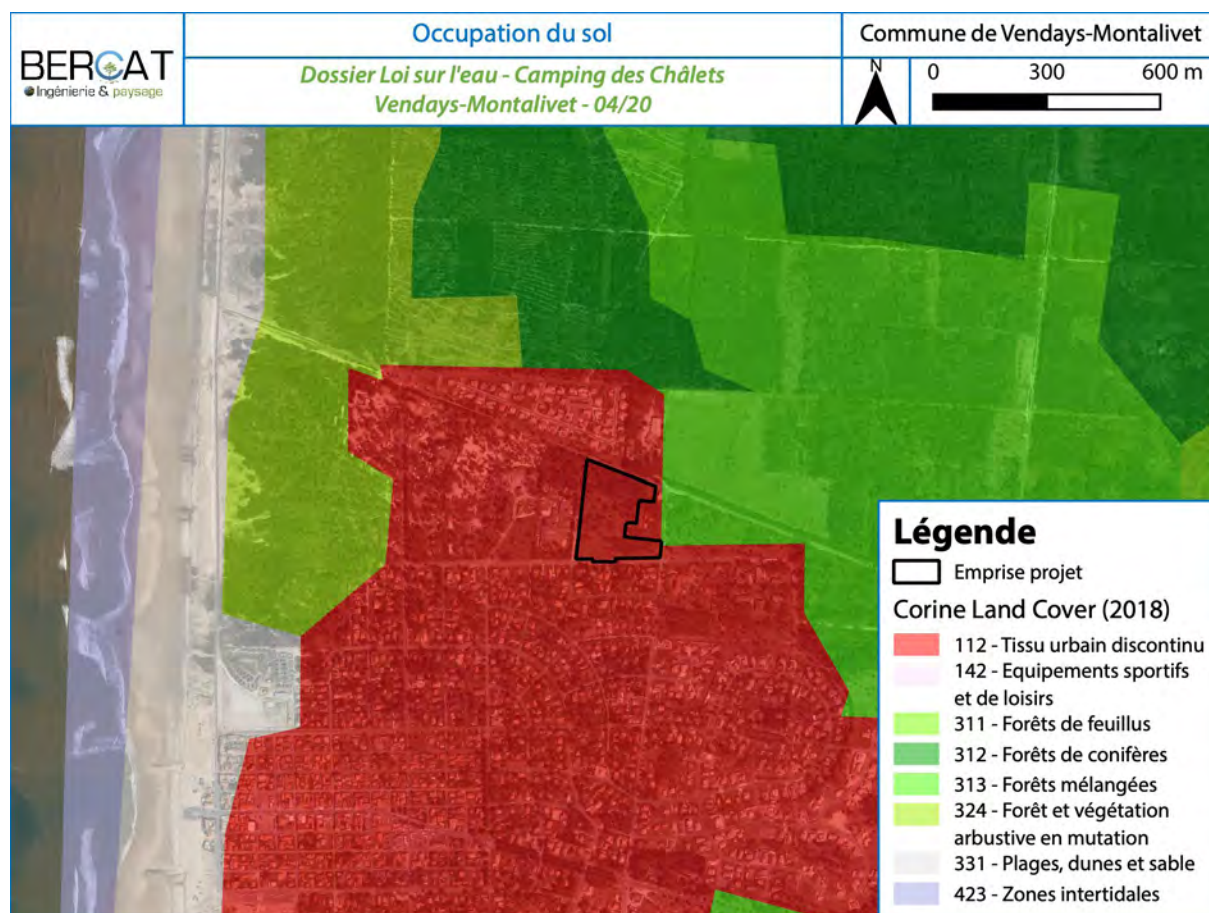 BERCAT
Ingénierie & paysage
Occupation du sol
Dossier Loi sur l'eau - Camping des Châlets
Vendays-Montalivet - 04/20
Commune de Vendays-Montalivet
N
0 300 600 m
Légende
Emprise projet
Corine Land Cover (2018)
112 - Tissu urbain discontinu
142 - Equipements sportifs
et de loisirs
311 - Forêts de feuillus
312 - Forêts de conifères
313 - Forêts mélangées
324 - Forêt et végétation
arbustive en mutation
331 - Plages, dunes et sable
423 - Zones intertidales